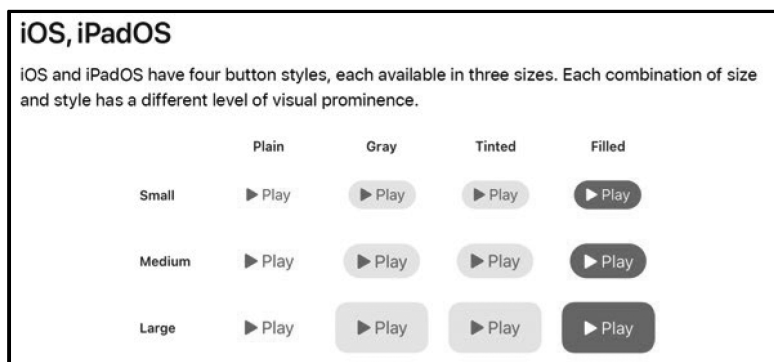 iOS, iPadOS
iOS and iPadOS have four button styles, each available in three sizes. Each combination of size
and style has a different level of visual prominence.
Plain Gray Tinted Filled
Small Play Play Play Play
Medium Play Play Play Play
Large Play Play Play Play